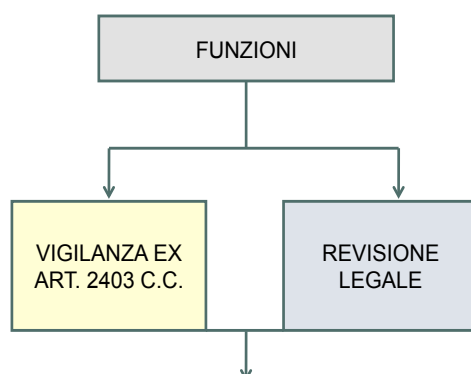 FUNZIONI
VIGILANZA EX
ART. 2403 C.C.
REVISIONE
LEGALE